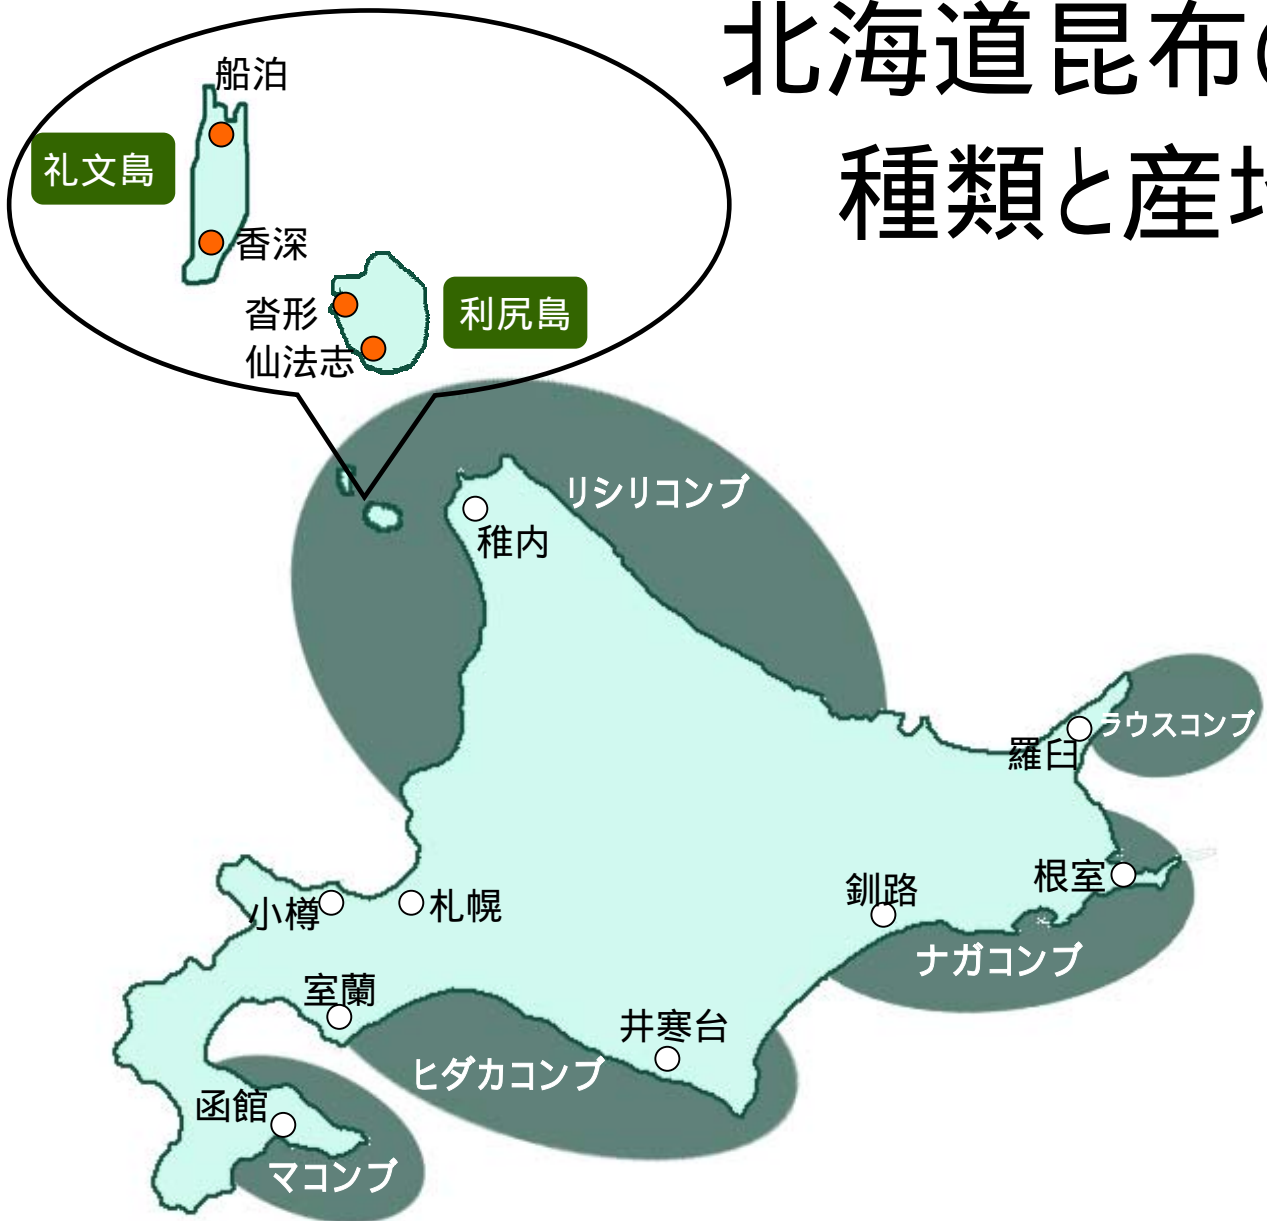 北海道昆布
種類と産
船泊
礼文島
香深
沓形
利尻島
仙法志
リシリコンブ
稚内
ラウスコンブ
羅臼
根室
釧路
小樽
札幌
ナガコンブ
室蘭
井寒台
ヒダカコンブ
函館
マコンブ